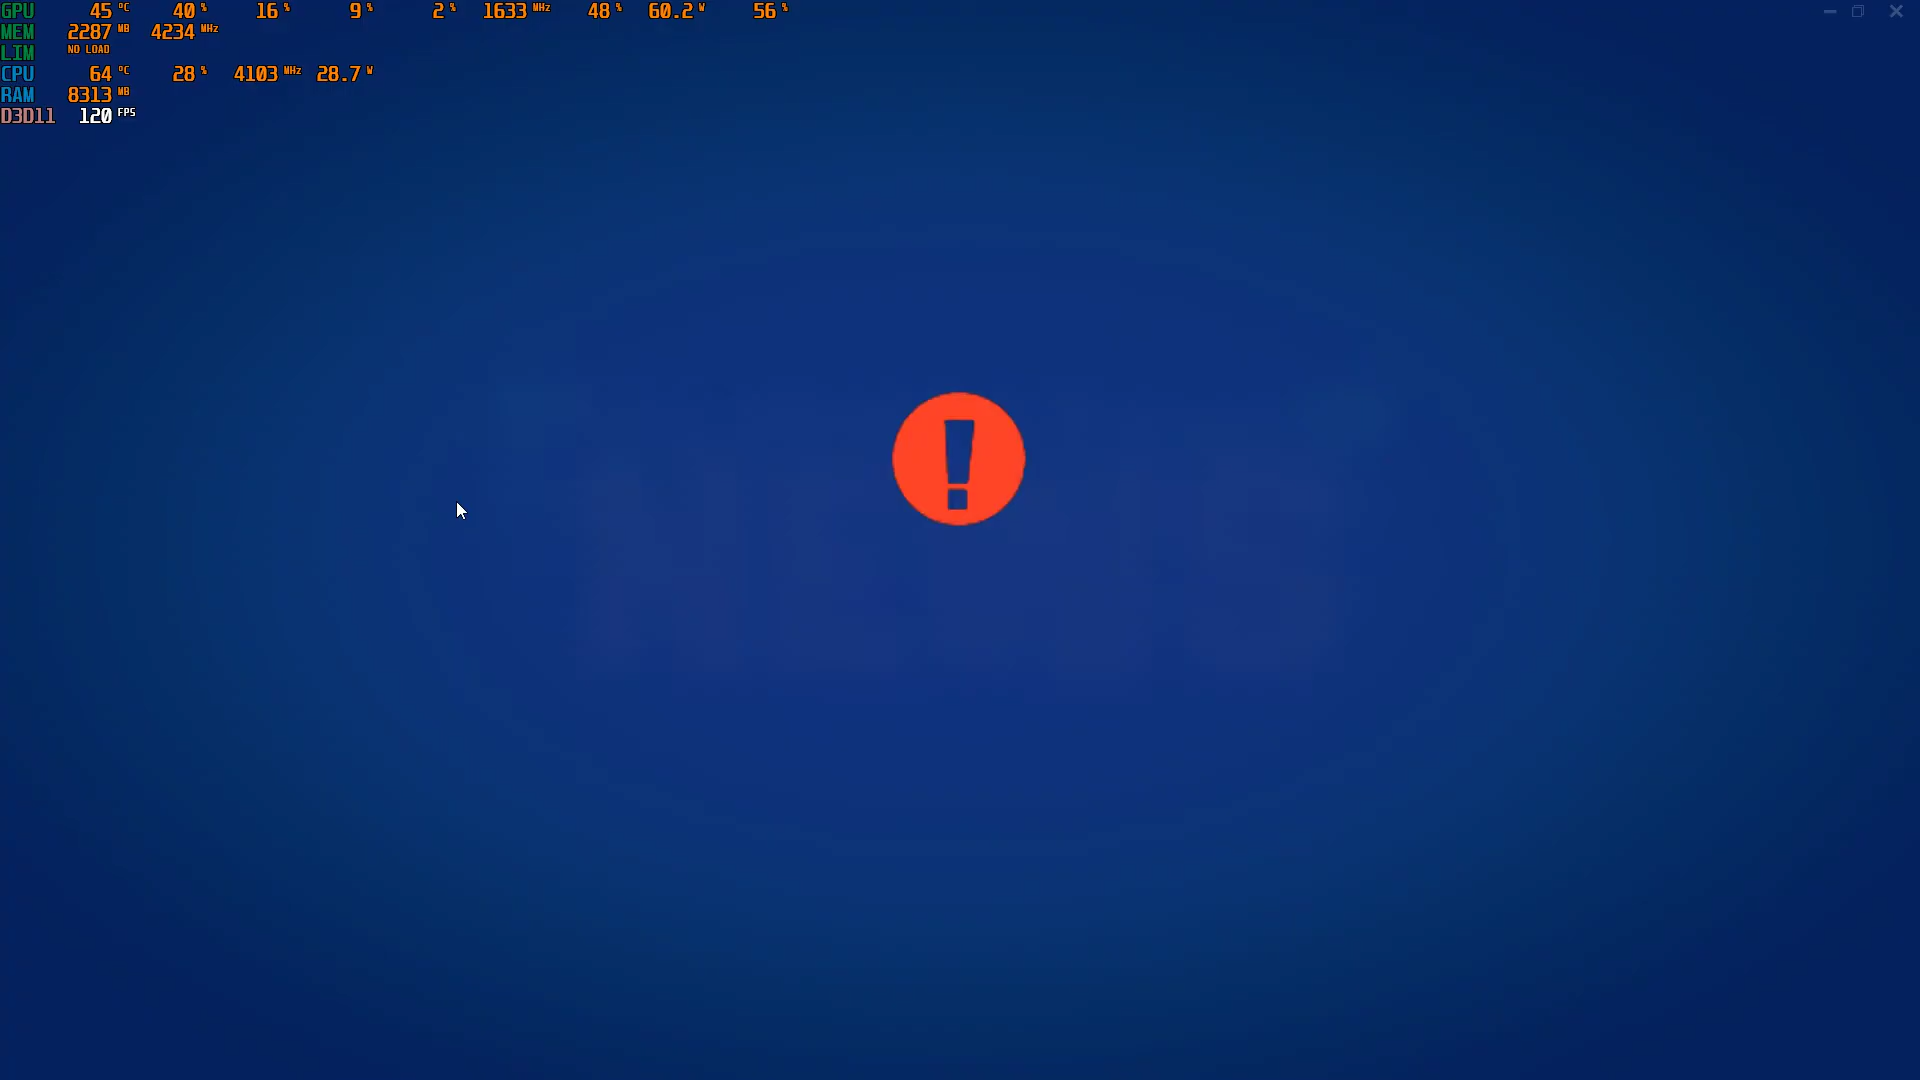 GPU 45 °C 40 % 16 % 9 % 2 % 1633 MHz 48 % 60.2 W 56 %
MEM 2287 MB 4234 MHz
LIM NO LOAD
CPU 64 °C 28 % 4103 MHz 28.7 W
RAM 8313 MB
D3D11 120 FPS
!